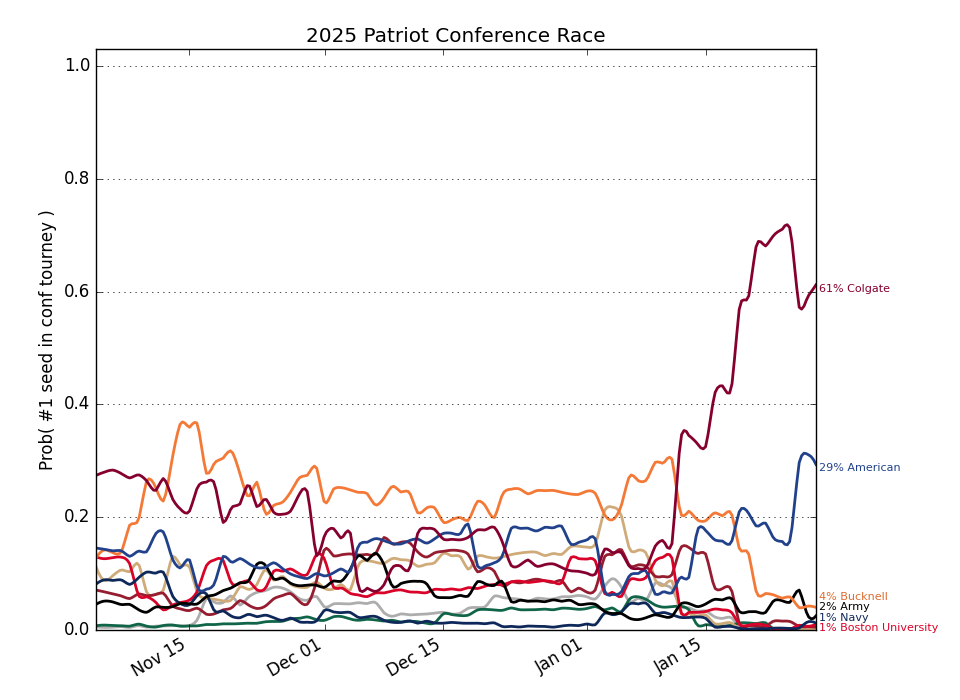 2025 Patriot Conference Race
Prob( #1 seed in conf tourney )
1.0
0.8
0.6
0.4
0.2
0.0
Nov 15
Dec 01
Dec 15
Jan 01
Jan 15
61% Colgate
29% American
4% Bucknell
2% Army
1% Navy
1% Boston University